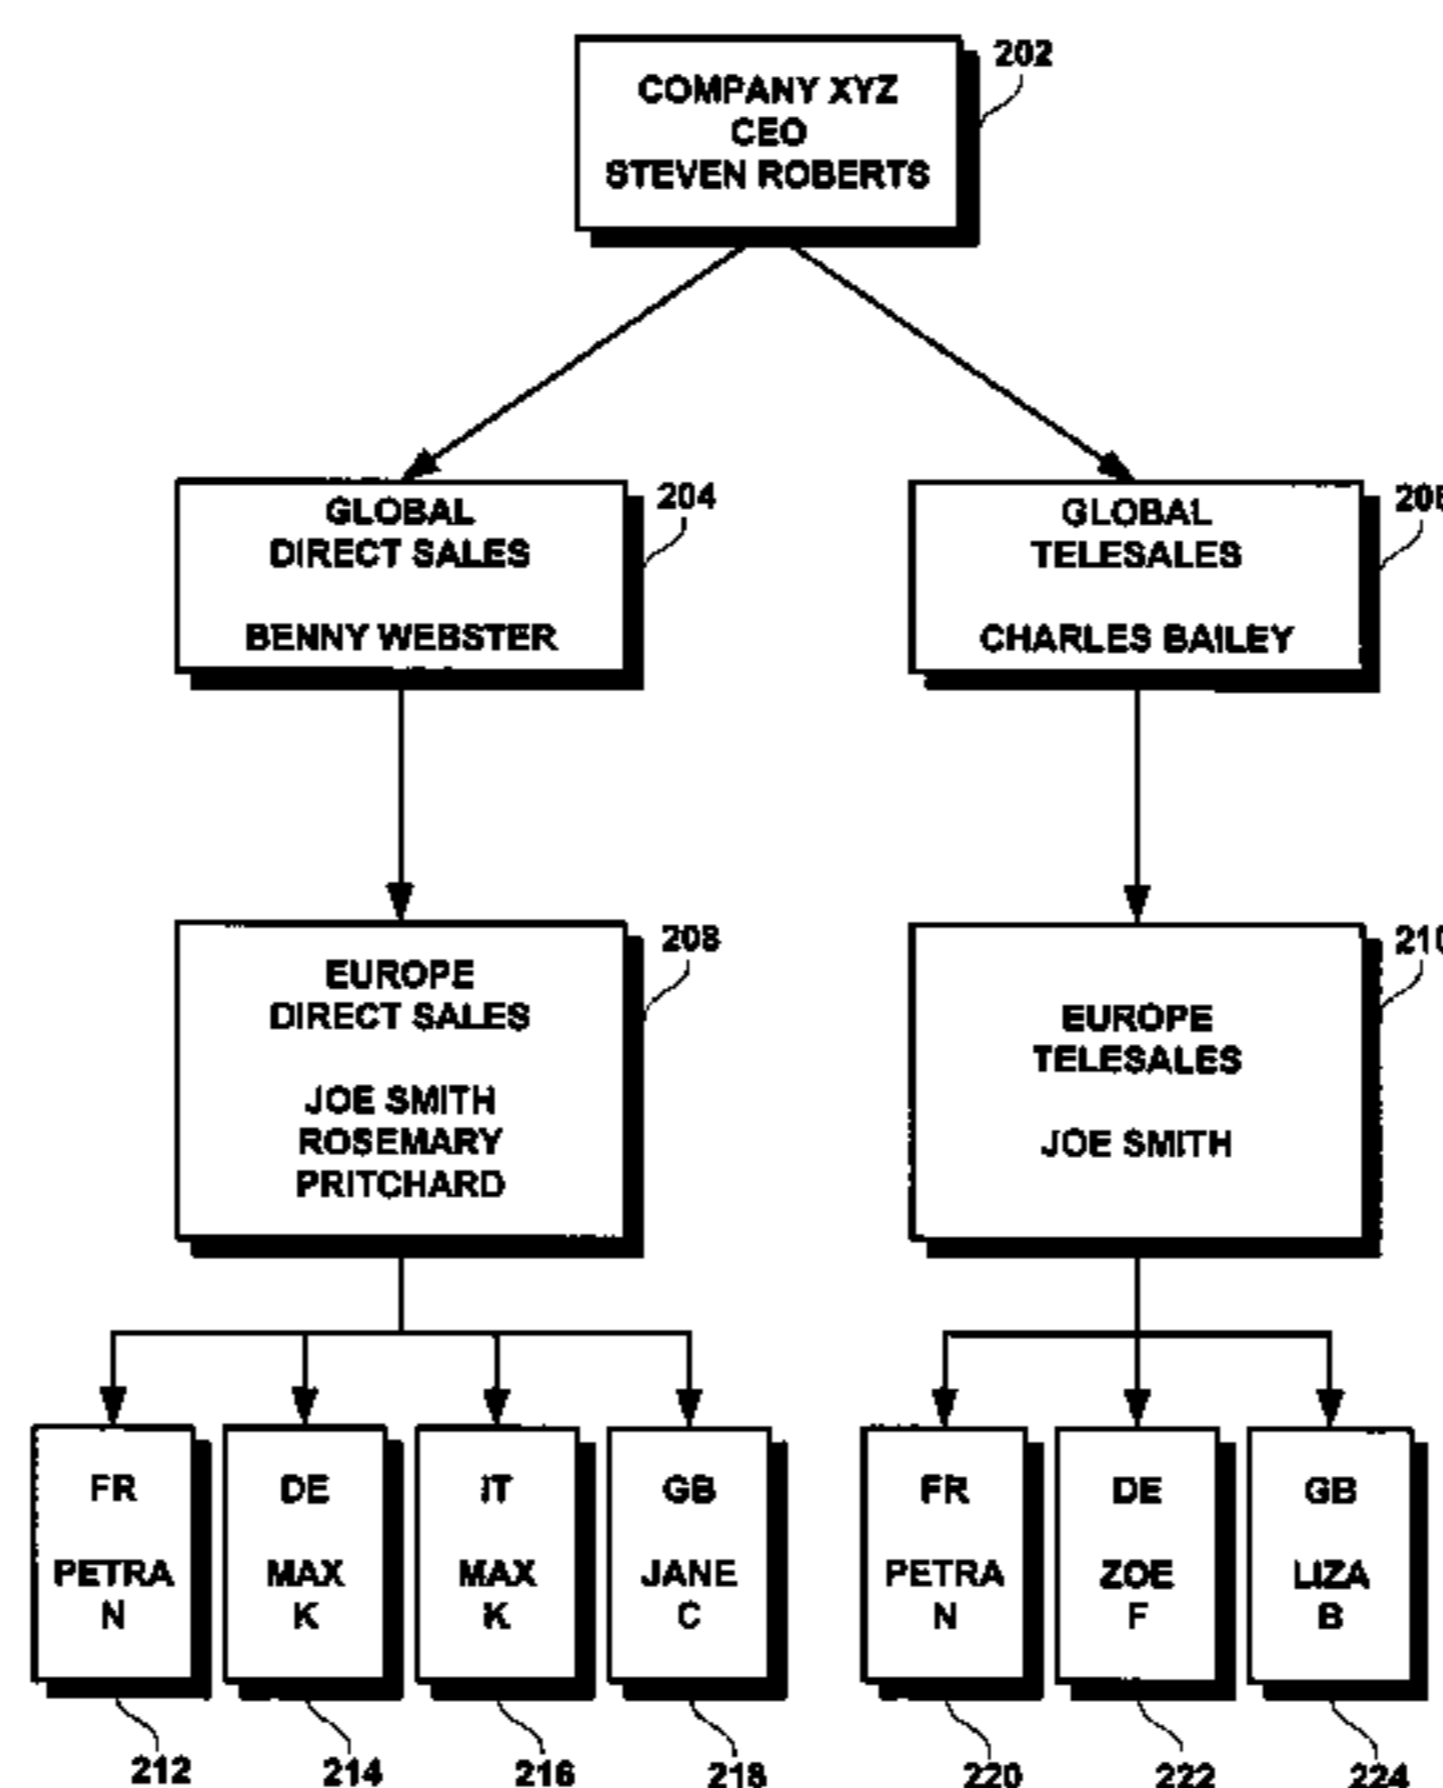 COMPANY XYZ
CEO
STEVEN ROBERTS
202
GLOBAL
DIRECT SALES
BENNY WEBSTER
204
GLOBAL
TELESALES
CHARLES BAILEY
EUROPE
DIRECT SALES
JOE SMITH
ROSEMARY
PRITCHARD
208
EUROPE
TELESALES
JOE SMITH
210
FR
PETRA
N
DE
MAX
K
IT
MAX
K
GB
JANE
C
FR
PETRA
N
DE
ZOE
F
GB
LIZA
B
212
214
216
218
220
222
224